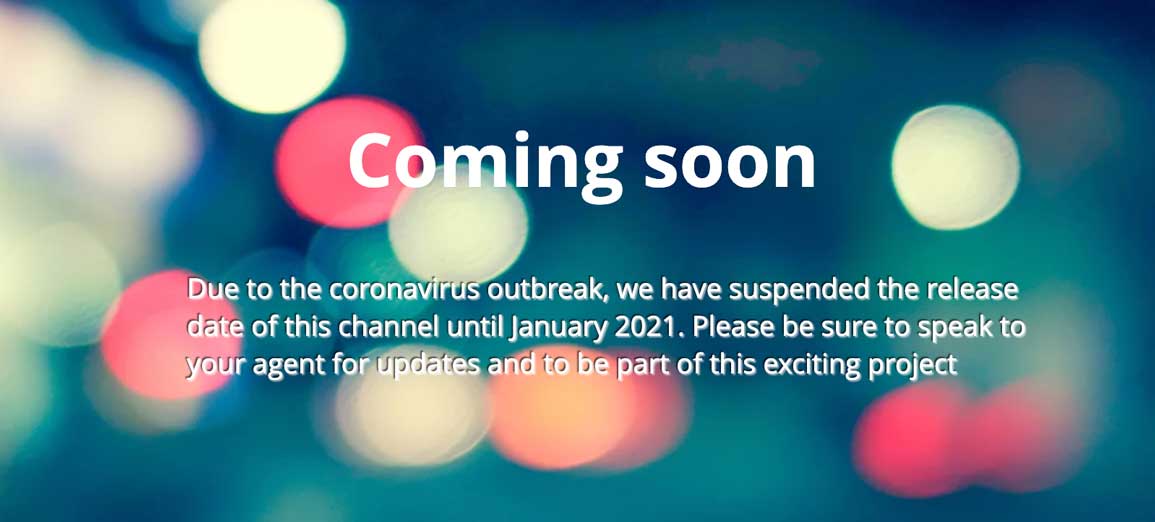 Coming soon
Due to the coronavirus outbreak, we have suspended the release
date of this channel until January 2021. Please be sure to speak to
your agent for updates and to be part of this exciting project